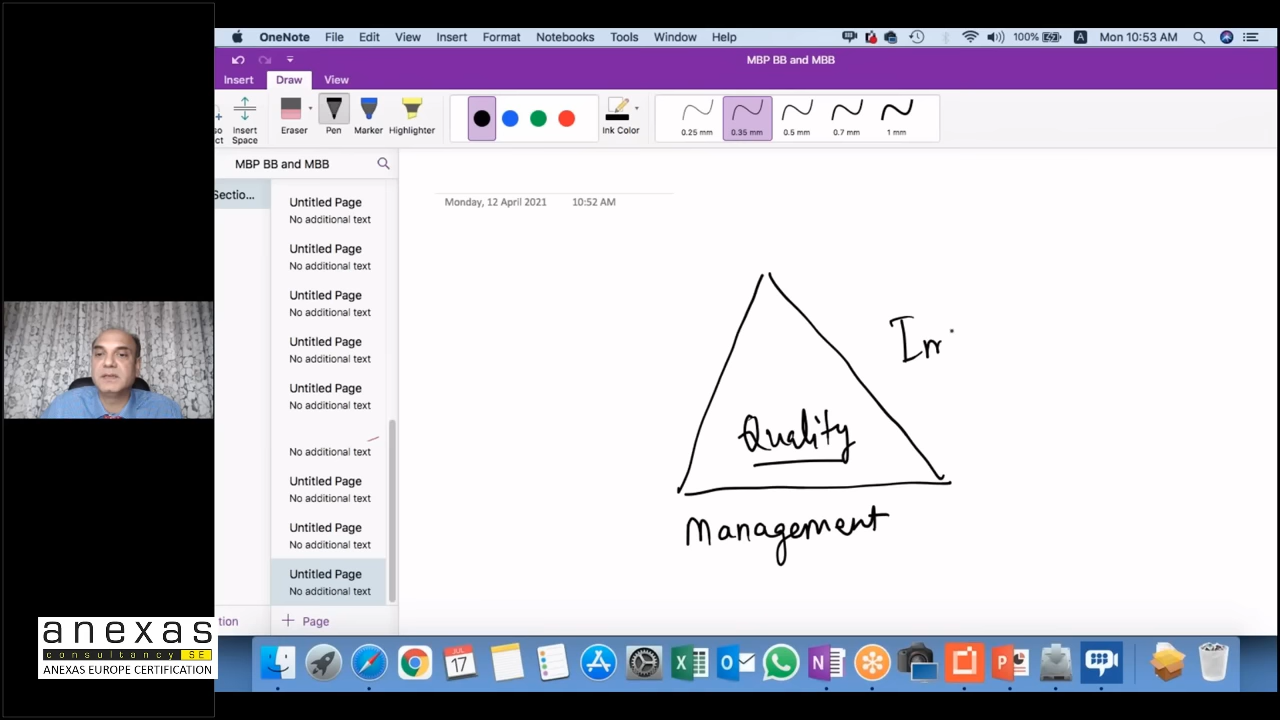 OneNote File Edit View Insert Format Notebooks Tools Window Help 100% A Mon 10:53 AM
MBP BB and MBB
Insert Draw View
Insert Space
Eraser Pen Marker Highlighter
Ink Color
0.25 mm 0.35 mm 0.5 mm 0.7 mm 1 mm
MBP BB and MBB
Sectio...
Untitled Page
No additional text
Untitled Page
No additional text
Untitled Page
No additional text
Untitled Page
No additional text
Untitled Page
No additional text
No additional text
Untitled Page
No additional text
Untitled Page
No additional text
Untitled Page
No additional text
tion + Page
Monday, 12 April 2021 10:52 AM
Im
Quality
Management
anexas
consultancy SE
ANEXAS EUROPE CERTIFICATION
JUL
17